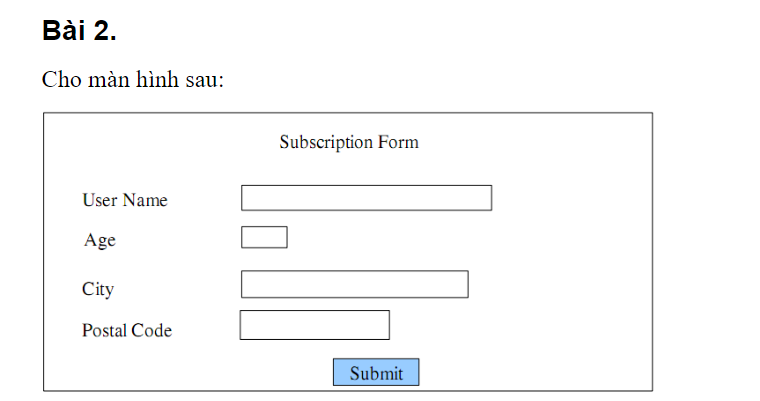 Bài 2.
Cho màn hình sau:
Subscription Form
User Name
Age
City
Postal Code
Submit